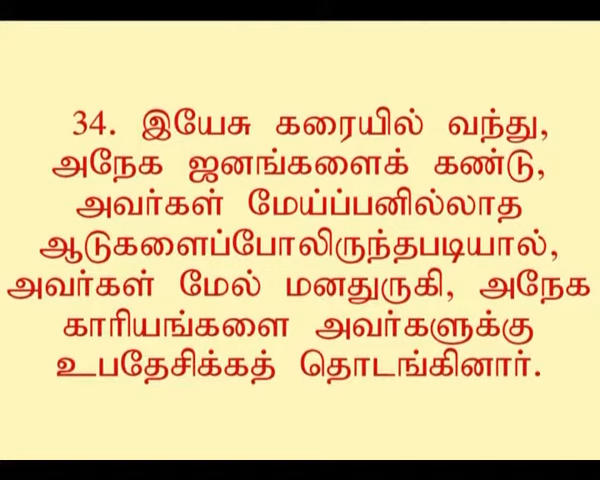 34. இயேசு கரையில் வந்து,
அநேக ஜனங்களைக் கண்டு,
அவர்கள் மேய்ப்பனில்லாத
ஆடுகளைப்போலிருந்தபடியால்,
அவர்கள் மேல் மனதுருகி, அநேக
காரியங்களை அவர்களுக்கு
உபதேசிக்கத் தொடங்கினார்.